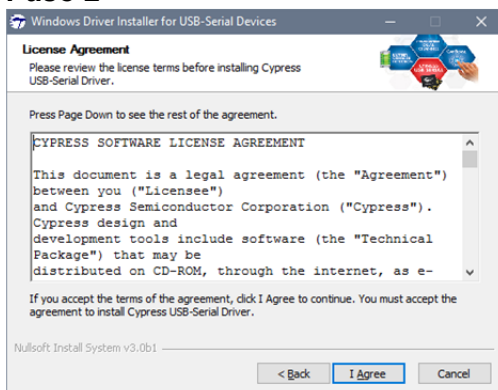 Windows Driver Installer for USB-Serial Devices
License Agreement
Please review the license terms before installing Cypress
USB-Serial Driver.
Press Page Down to see the rest of the agreement.
CYPRESS SOFTWARE LICENSE AGREEMENT
This document is a legal agreement (the "Agreement")
between you ("Licensee")
and Cypress Semiconductor Corporation ("Cypress").
Cypress design and
development tools include software (the "Technical
Package") that may be
distributed on CD-ROM, through the internet, as e-
If you accept the terms of the agreement, click I Agree to continue. You must accept the
agreement to install Cypress USB-Serial Driver.
Nullsoft Install System v3.0b1
< Back
I Agree
Cancel